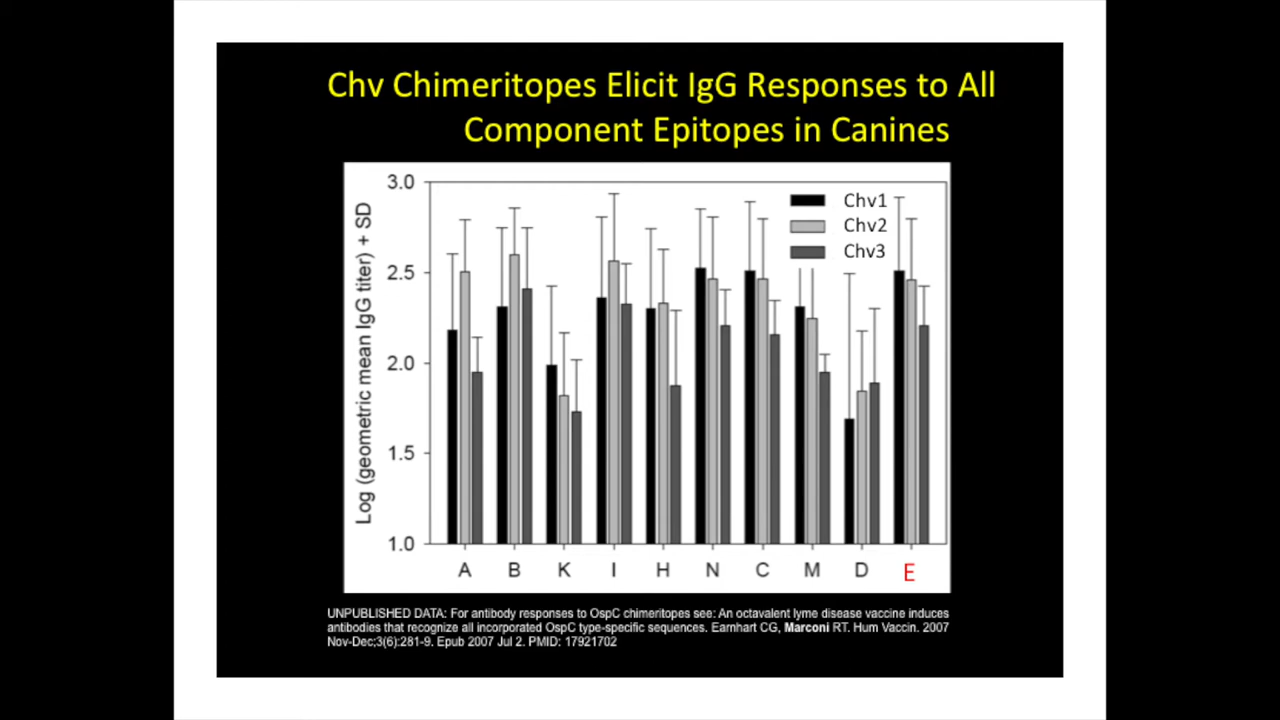 Chv Chimeritopes Elicit IgG Responses to All
Component Epitopes in Canines
Log (geometric mean IgG titer) + SD
3.0
2.5
2.0
1.5
1.0
Chv1
Chv2
Chv3
A B K I H N C M D E
UNPUBLISHED DATA: For antibody responses to OspC chimeritopes see: An octavalent lyme disease vaccine induces
antibodies that recognize all incorporated OspC type-specific sequences. Earnhart CG, Marconi RT. Hum Vaccin. 2007
Nov-Dec;3(6):281-9. Epub 2007 Jul 2. PMID: 17921702